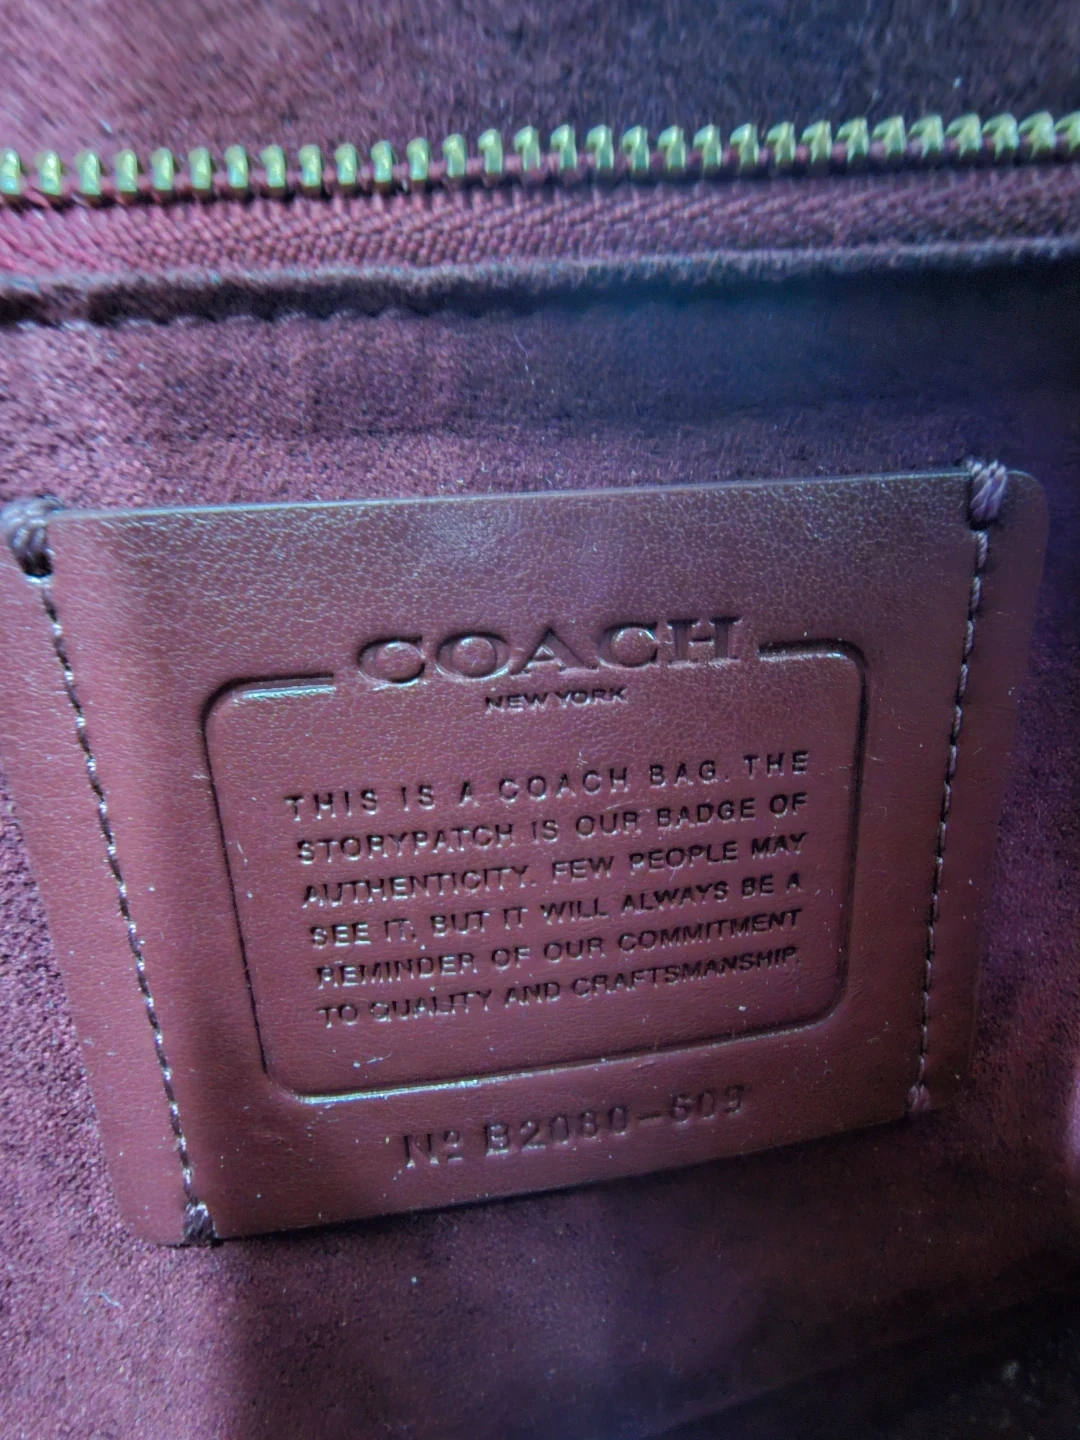 COACH
NEW YORK
THIS IS A COACH BAG. THE
STORYPATCH IS OUR BADGE OF
AUTHENTICITY. FEW PEOPLE MAY
SEE IT, BUT IT WILL ALWAYS BE A
REMINDER OF OUR COMMITMENT
TO QUALITY AND CRAFTSMANSHIP.
Nº B2080-609